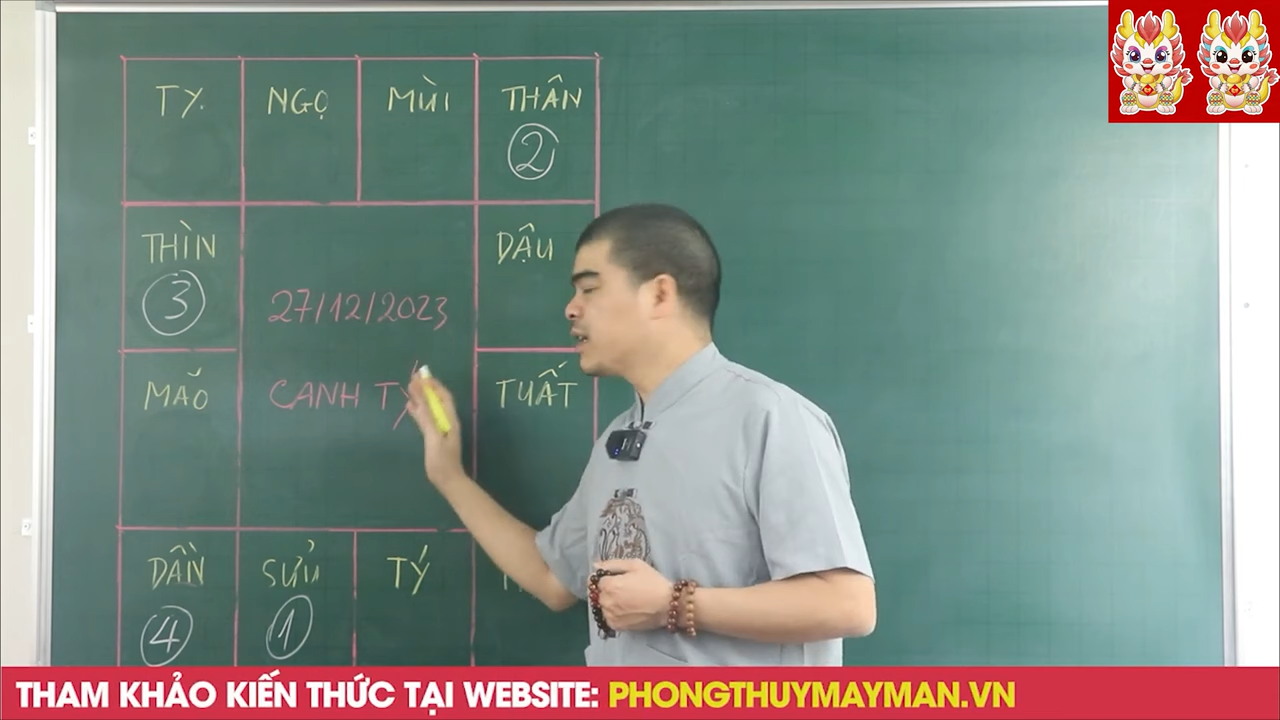 TỴ
NGỌ
MÙI
THÂN
2
THÌN
3
DẬU
27/12/2023
MÃO
CANH TÝ
TUẤT
DẦN
4
SỬU
1
TÝ
THAM KHẢO KIẾN THỨC TẠI WEBSITE: PHONGTHUYMAYMAN.VN